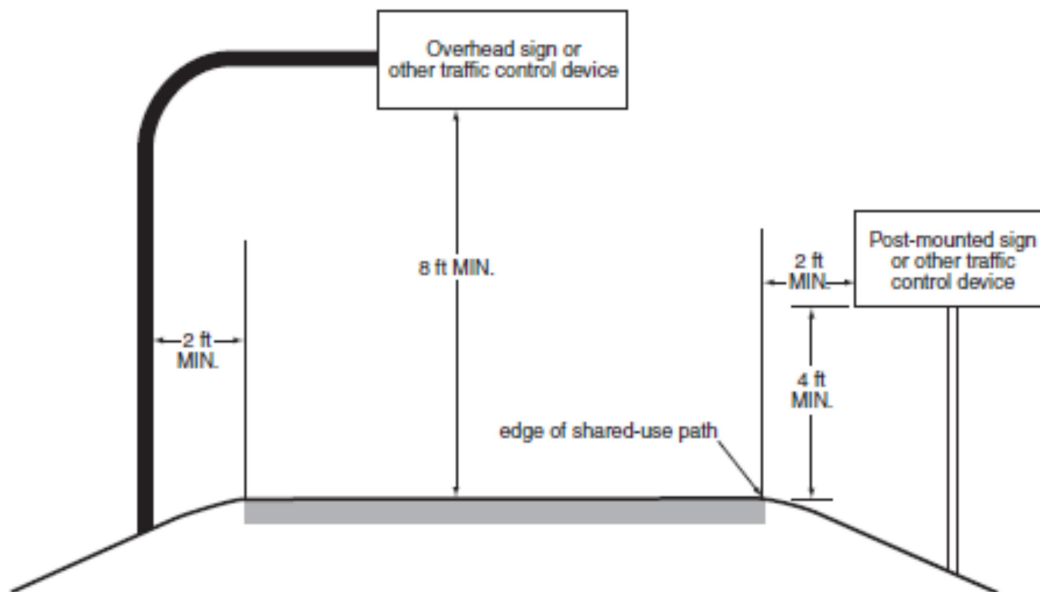 Overhead sign or
other traffic control device
Post-mounted sign
or other traffic
control device
2 ft
MIN.
8 ft MIN.
2 ft
MIN.
4 ft
MIN.
edge of shared-use path